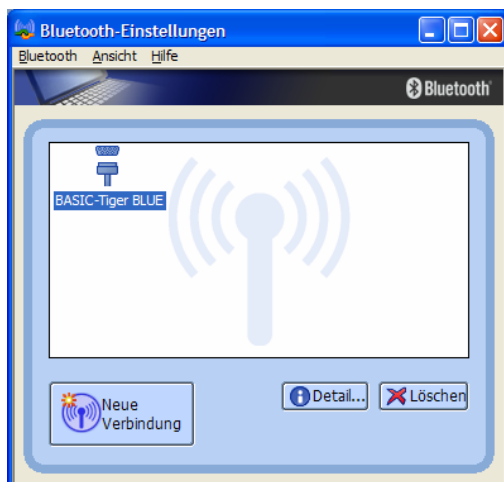 Bluetooth-Einstellungen
Bluetooth Ansicht Hilfe
Bluetooth
BASIC-Tiger BLUE
Neue
Verbindung
Detail...
Löschen